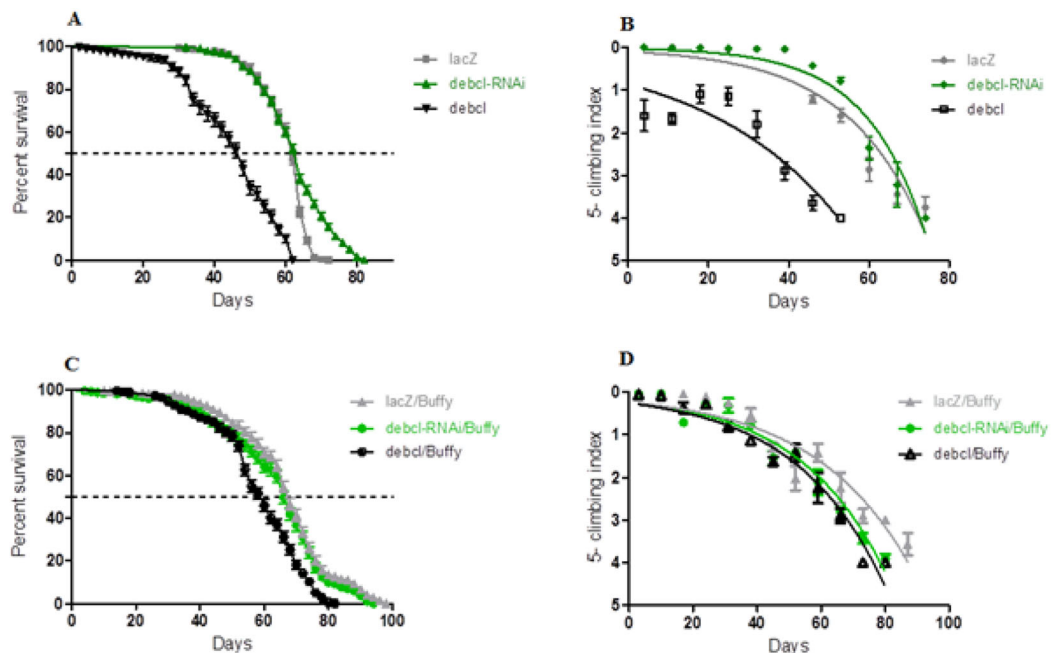 A
100
80
60
40
20
0
Percent survival
0 20 40 60 80
Days
lacZ
debcl-RNAi
debcl
B
0
1
2
3
4
5
5- climbing index
0 20 40 60 80
Days
lacZ
debcl-RNAi
debcl
C
100
80
60
40
20
0
Percent survival
0 20 40 60 80 100
Days
lacZ/Buffy
debcl-RNAi/Buffy
debcl/Buffy
D
0
1
2
3
4
5
5- climbing index
0 20 40 60 80 100
Days
lacZ/Buffy
debcl-RNAi/Buffy
debcl/Buffy